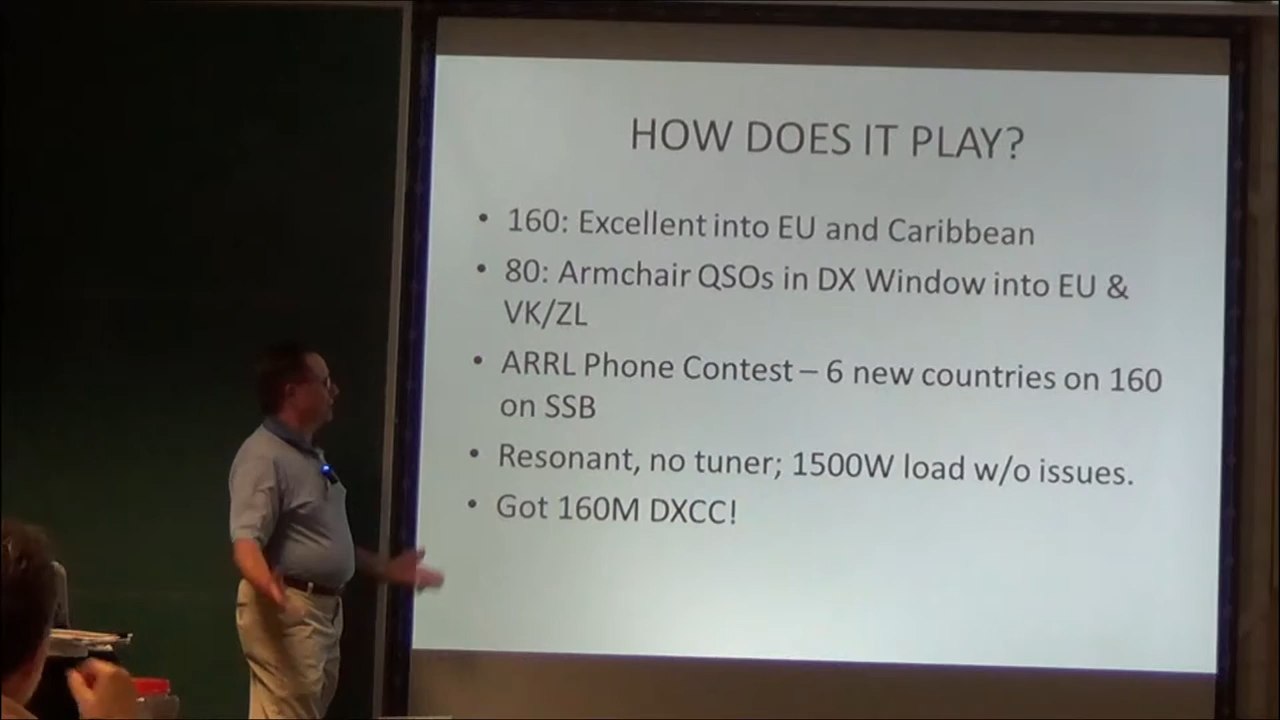 HOW DOES IT PLAY?
• 160: Excellent into EU and Caribbean
• 80: Armchair QSOs in DX Window into EU &
VK/ZL
• ARRL Phone Contest – 6 new countries on 160
on SSB
• Resonant, no tuner; 1500W load w/o issues.
• Got 160M DXCC!